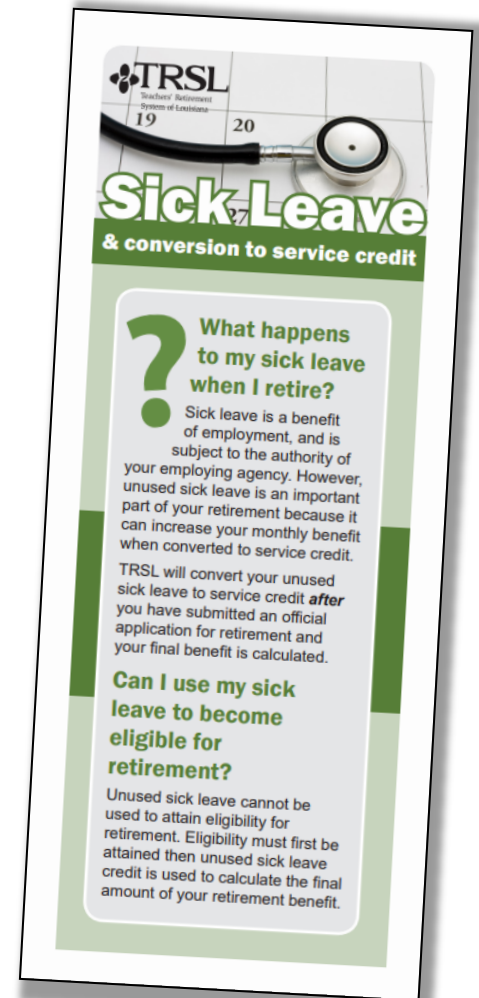 TRSL
Teachers' Retirement
System of Louisiana
19
20
27
Sick Leave
& conversion to service credit
?
What happens
to my sick leave
when I retire?
Sick leave is a benefit
of employment, and is
subject to the authority of
your employing agency. However,
unused sick leave is an important
part of your retirement because it
can increase your monthly benefit
when converted to service credit.
TRSL will convert your unused
sick leave to service credit after
you have submitted an official
application for retirement and
your final benefit is calculated.
Can I use my sick
leave to become
eligible for
retirement?
Unused sick leave cannot be
used to attain eligibility for
retirement. Eligibility must first be
attained then unused sick leave
credit is used to calculate the final
amount of your retirement benefit.